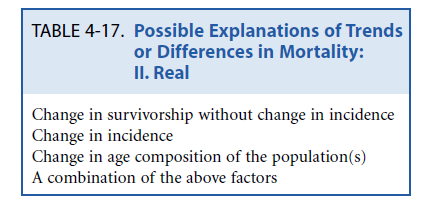 TABLE 4-17. Possible Explanations of Trends
or Differences in Mortality:
II. Real
Change in survivorship without change in incidence
Change in incidence
Change in age composition of the population(s)
A combination of the above factors